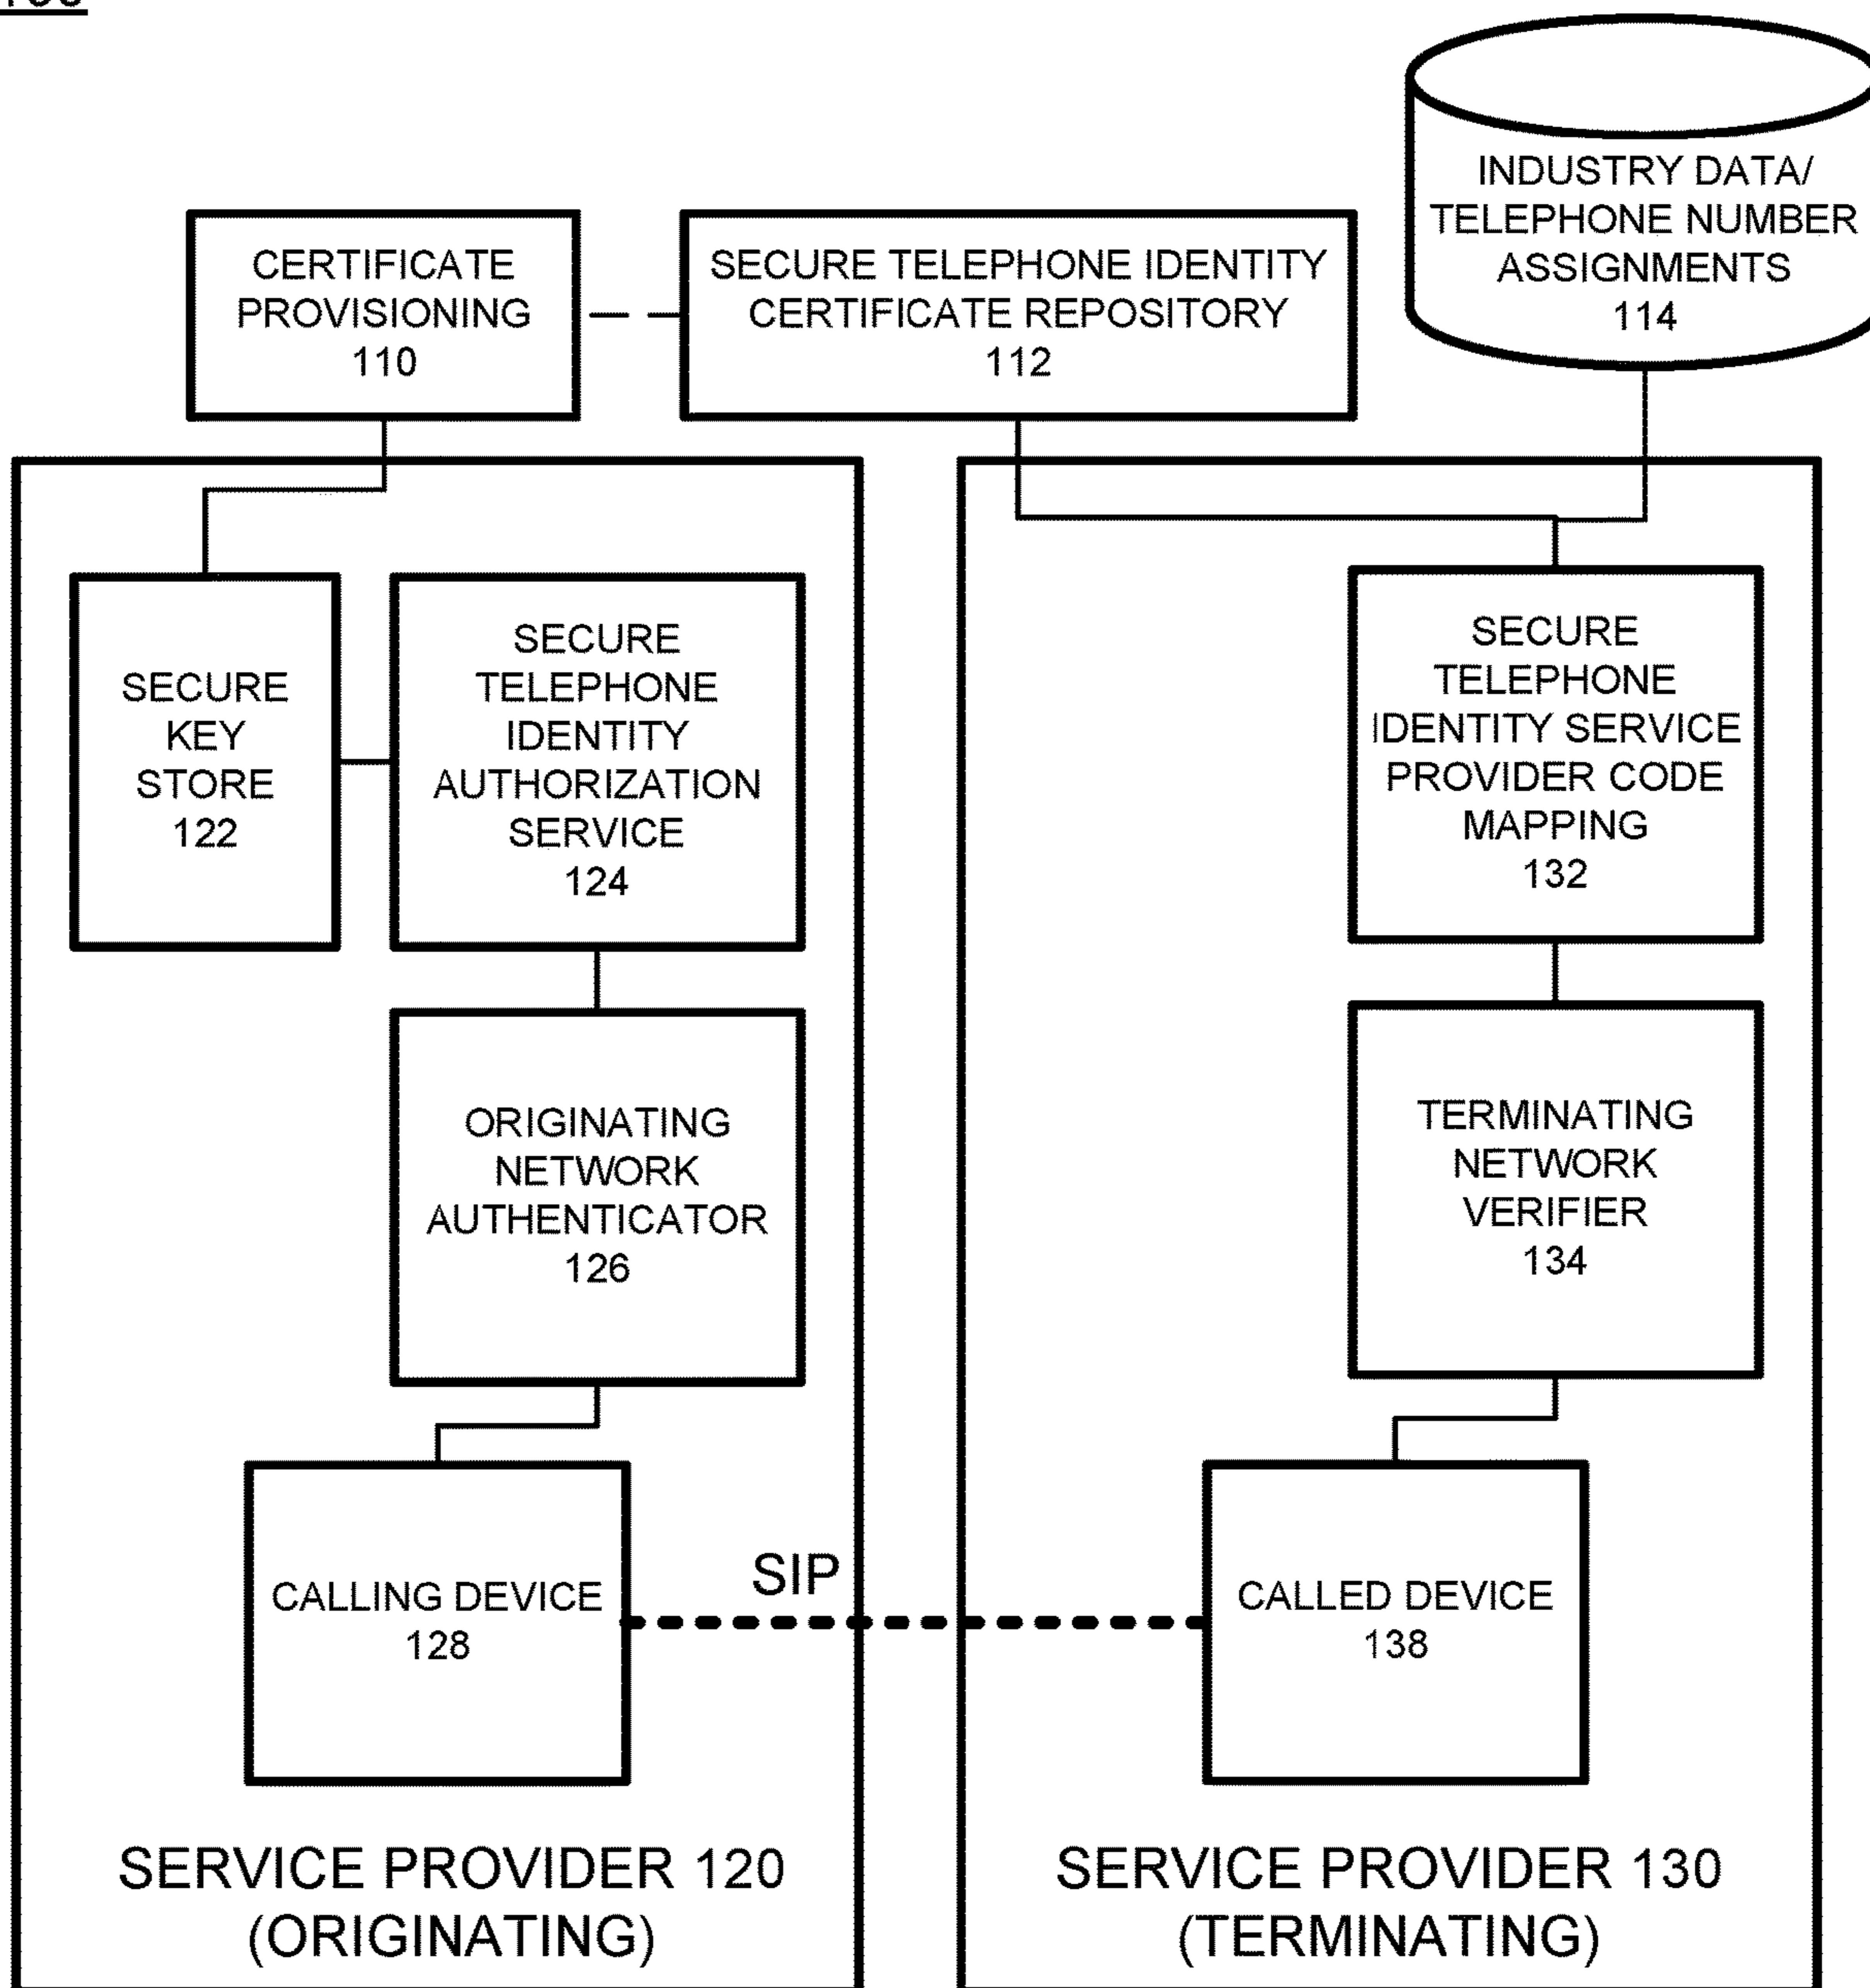 CERTIFICATE
PROVISIONING
110
SECURE TELEPHONE IDENTITY
CERTIFICATE REPOSITORY
112
INDUSTRY DATA/
TELEPHONE NUMBER
ASSIGNMENTS
114
SECURE
KEY
STORE
122
SECURE
TELEPHONE
IDENTITY
AUTHORIZATION
SERVICE
124
ORIGINATING
NETWORK
AUTHENTICATOR
126
CALLING DEVICE
128
SERVICE PROVIDER 120
(ORIGINATING)
SIP
SECURE
TELEPHONE
IDENTITY SERVICE
PROVIDER CODE
MAPPING
132
TERMINATING
NETWORK
VERIFIER
134
CALLED DEVICE
138
SERVICE PROVIDER 130
(TERMINATING)